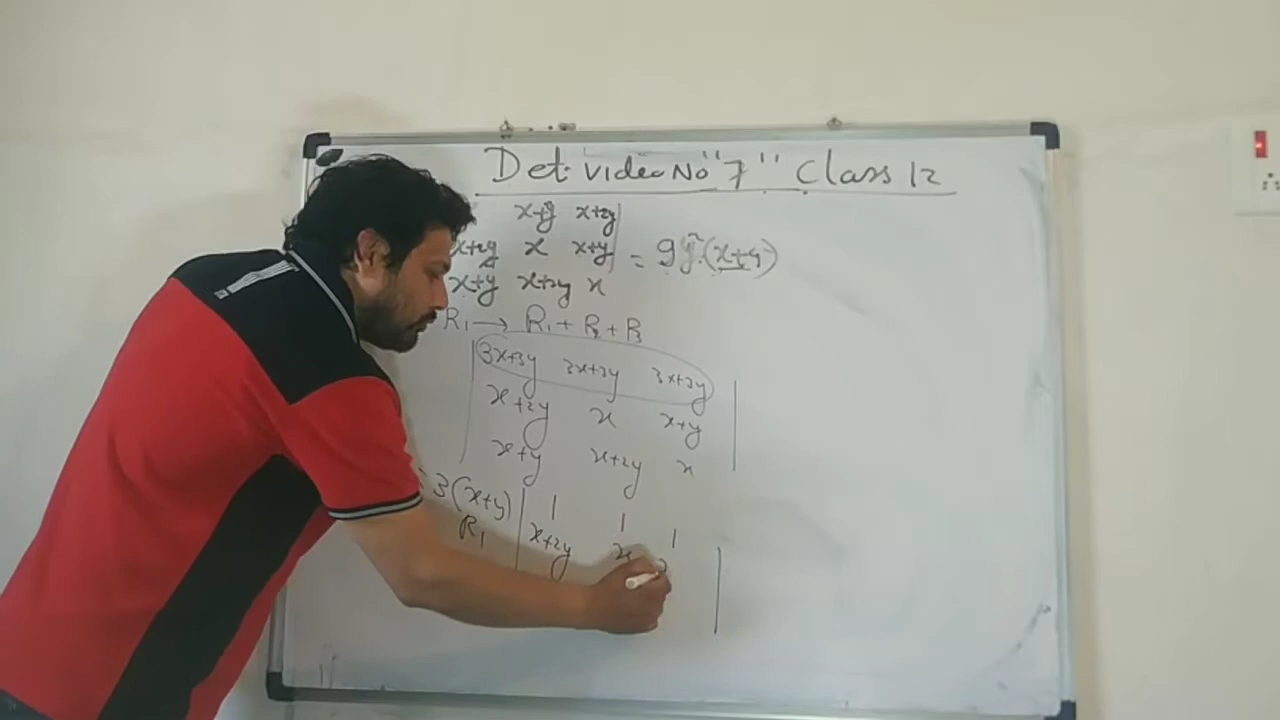 Det. Video No "7" Class 12
x+y x+2y
x+2y x x+y = 9y²(x+y)
x+y x+2y x
R₁ → R₁ + R₂ + R₃
3x+3y 3x+3y 3x+3y
x+2y x x+y
x+y x+2y x
3(x+y) 1 1 1
R₁ x+2y x